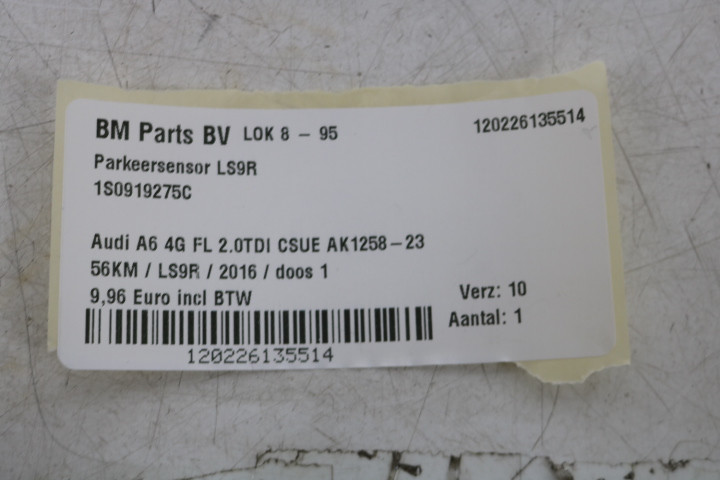 BM Parts BV LOK 8 - 95 120226135514
Parkeersensor LS9R
1S0919275C
Audi A6 4G FL 2.0TDI CSUE AK1258-23
56KM / LS9R / 2016 / doos 1
9,96 Euro incl BTW Verz: 10
Aantal: 1
120226135514